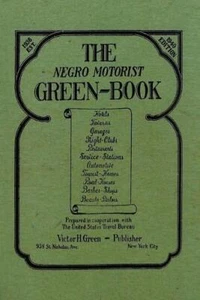 1936 KEY
1940 EDITION
THE
NEGRO MOTORIST
GREEN-BOOK
Hotels
Taverns
Garages
Night-Clubs
Restaurants
Service-Stations
Automotive
Tourist-Homes
Road Houses
Barber-Shops
Beauty-Parlors
Prepared in cooperation with
The United States Travel Bureau
Victor H. Green - Publisher
938 St. Nicholas Ave.
New York City